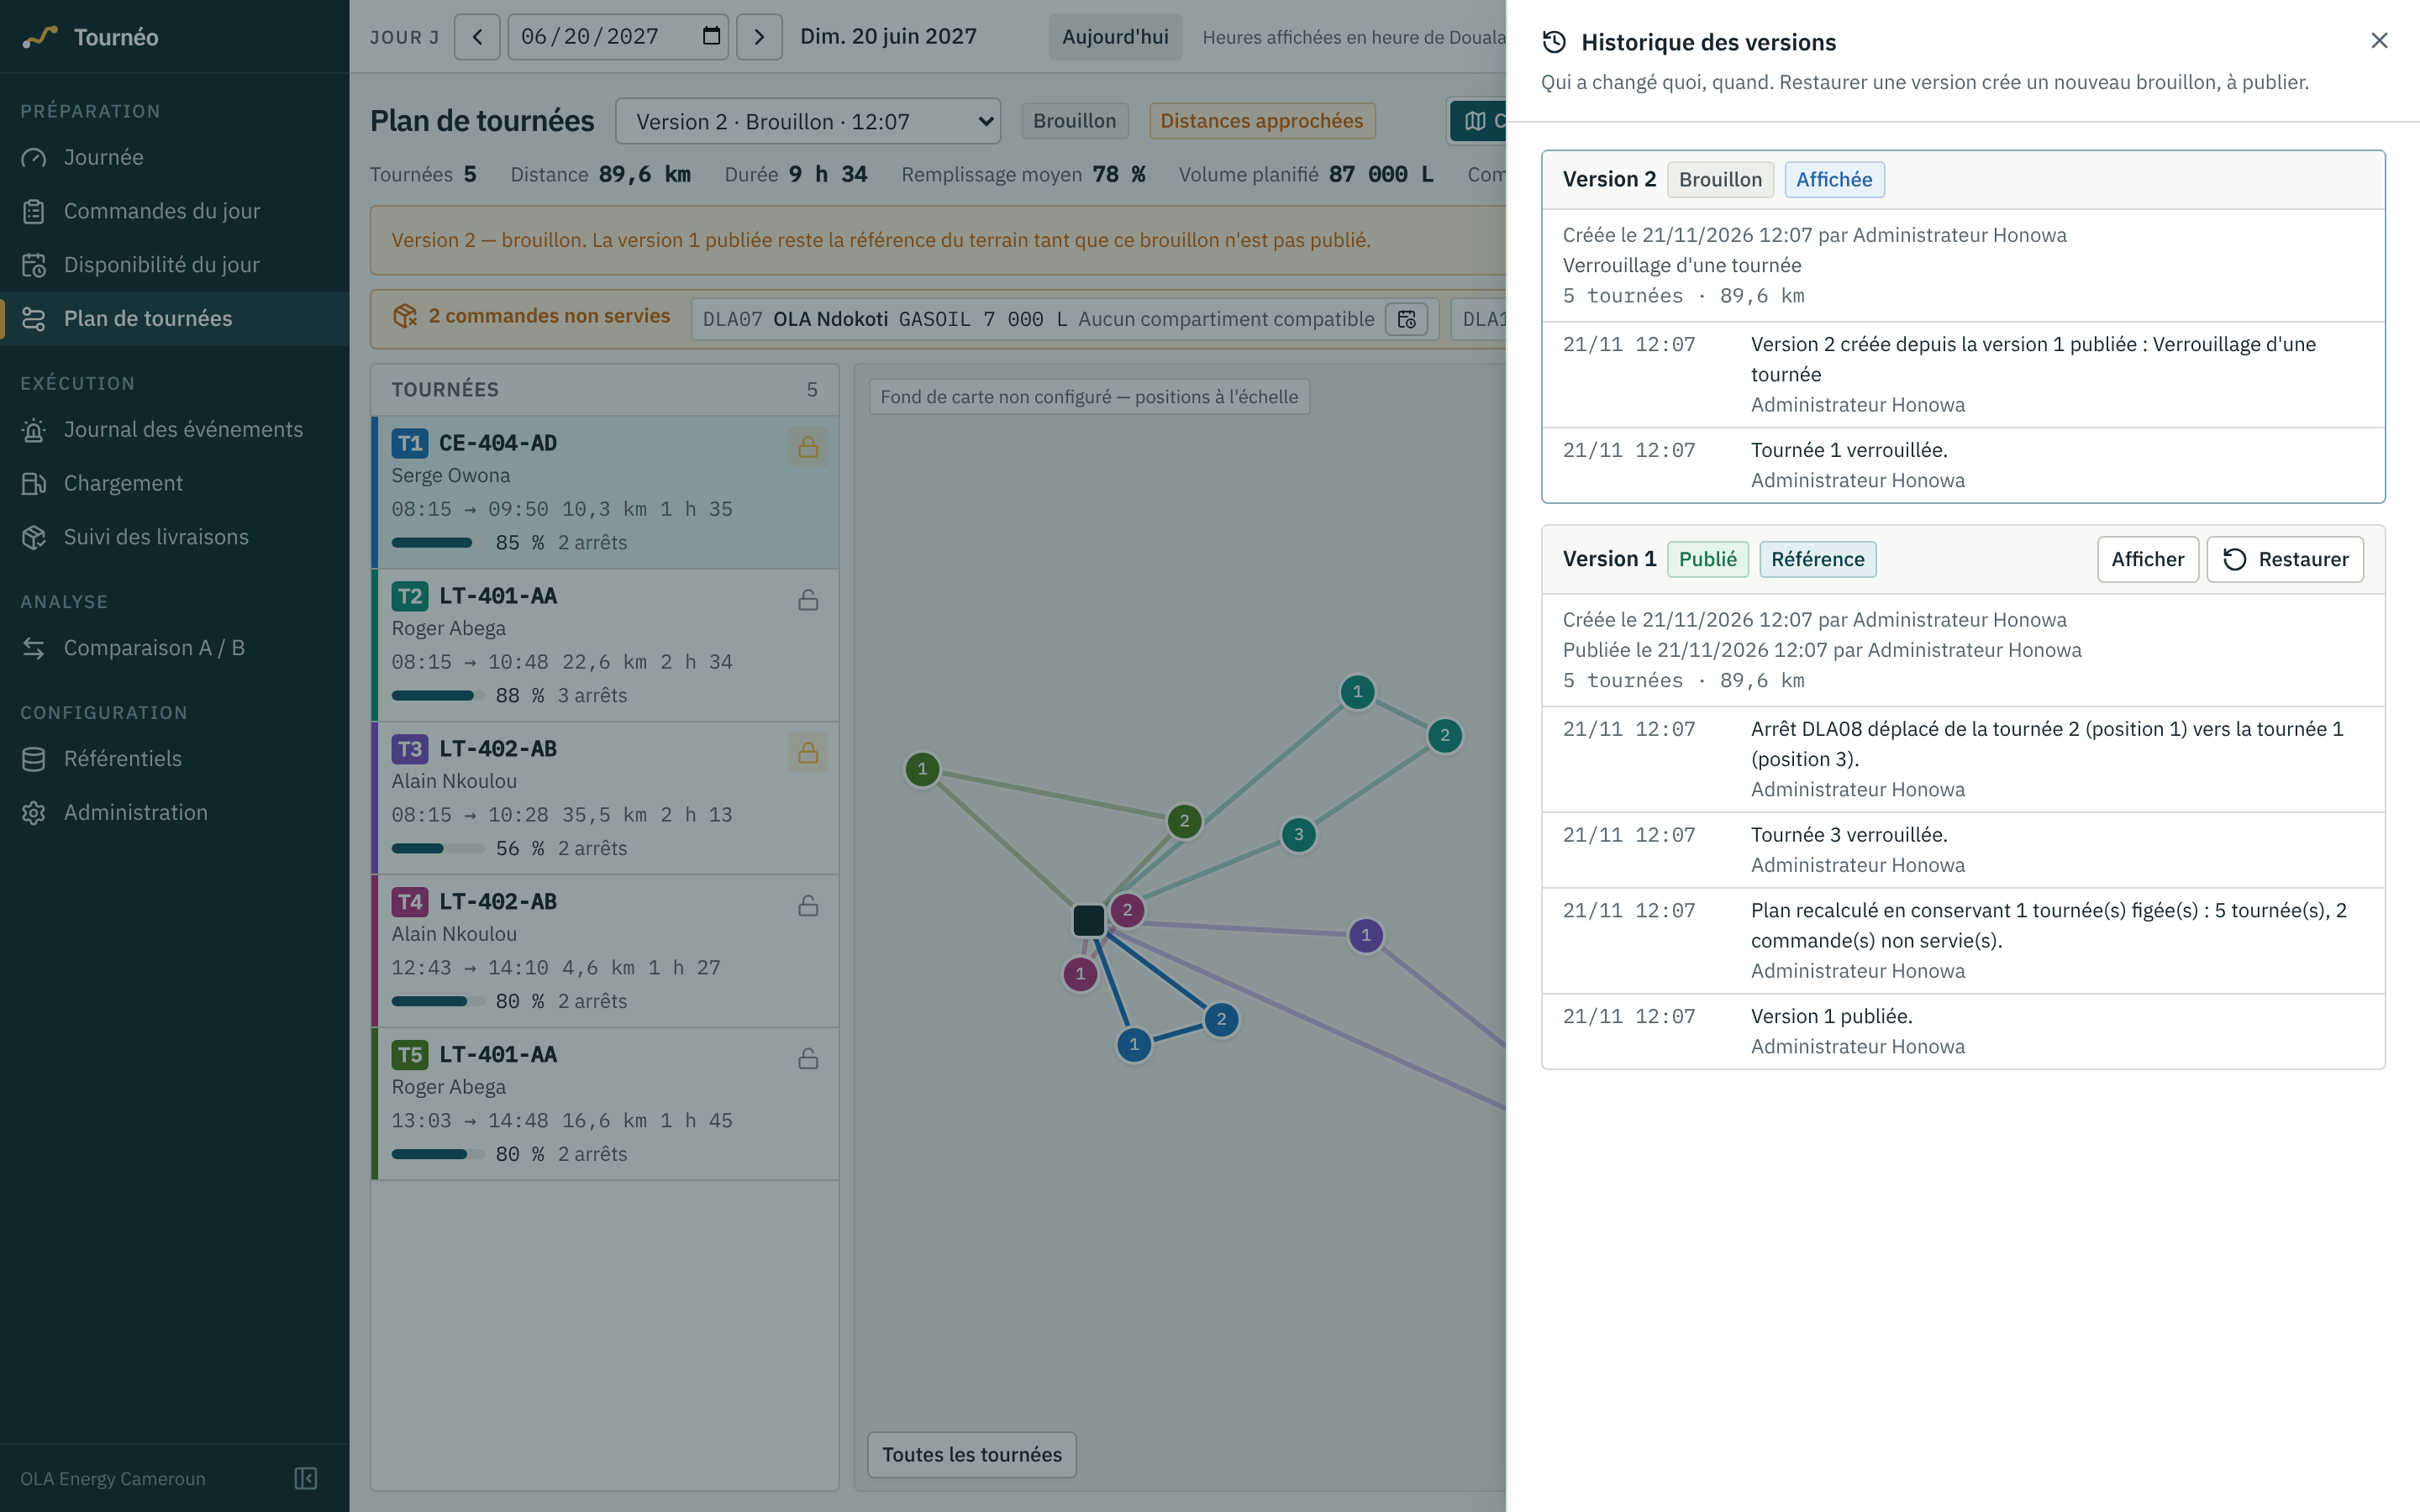 Tournéo
PRÉPARATION
Journée
Commandes du jour
Disponibilité du jour
Plan de tournées
EXÉCUTION
Journal des événements
Chargement
Suivi des livraisons
ANALYSE
Comparaison A / B
CONFIGURATION
Référentiels
Administration
OLA Energy Cameroun
JOUR J
06/20/2027
Dim. 20 juin 2027
Aujourd'hui
Heures affichées en heure de Douala
Plan de tournées
Version 2 · Brouillon · 12:07
Brouillon
Distances approchées
Tournées 5 Distance 89,6 km Durée 9 h 34 Remplissage moyen 78 % Volume planifié 87 000 L
Version 2 — brouillon. La version 1 publiée reste la référence du terrain tant que ce brouillon n'est pas publié.
2 commandes non servies
DLA07 OLA Ndokoti GASOIL 7 000 L Aucun compartiment compatible
TOURNÉES 5
T1 CE-404-AD
Serge Owona
08:15 → 09:50 10,3 km 1 h 35
85 % 2 arrêts
T2 LT-401-AA
Roger Abega
08:15 → 10:48 22,6 km 2 h 34
88 % 3 arrêts
T3 LT-402-AB
Alain Nkoulou
08:15 → 10:28 35,5 km 2 h 13
56 % 2 arrêts
T4 LT-402-AB
Alain Nkoulou
12:43 → 14:10 4,6 km 1 h 27
80 % 2 arrêts
T5 LT-401-AA
Roger Abega
13:03 → 14:48 16,6 km 1 h 45
80 % 2 arrêts
Fond de carte non configuré — positions à l'échelle
1
2
1
2
3
2
1
1
2
1
Toutes les tournées
Historique des versions
Qui a changé quoi, quand. Restaurer une version crée un nouveau brouillon, à publier.
Version 2 Brouillon Affichée
Créée le 21/11/2026 12:07 par Administrateur Honowa
Verrouillage d'une tournée
5 tournées · 89,6 km
21/11 12:07 Version 2 créée depuis la version 1 publiée : Verrouillage d'une
tournée
Administrateur Honowa
21/11 12:07 Tournée 1 verrouillée.
Administrateur Honowa
Version 1 Publié Référence Afficher Restaurer
Créée le 21/11/2026 12:07 par Administrateur Honowa
Publiée le 21/11/2026 12:07 par Administrateur Honowa
5 tournées · 89,6 km
21/11 12:07 Arrêt DLA08 déplacé de la tournée 2 (position 1) vers la tournée 1
(position 3).
Administrateur Honowa
21/11 12:07 Tournée 3 verrouillée.
Administrateur Honowa
21/11 12:07 Plan recalculé en conservant 1 tournée(s) figée(s) : 5 tournée(s), 2
commande(s) non servie(s).
Administrateur Honowa
21/11 12:07 Version 1 publiée.
Administrateur Honowa